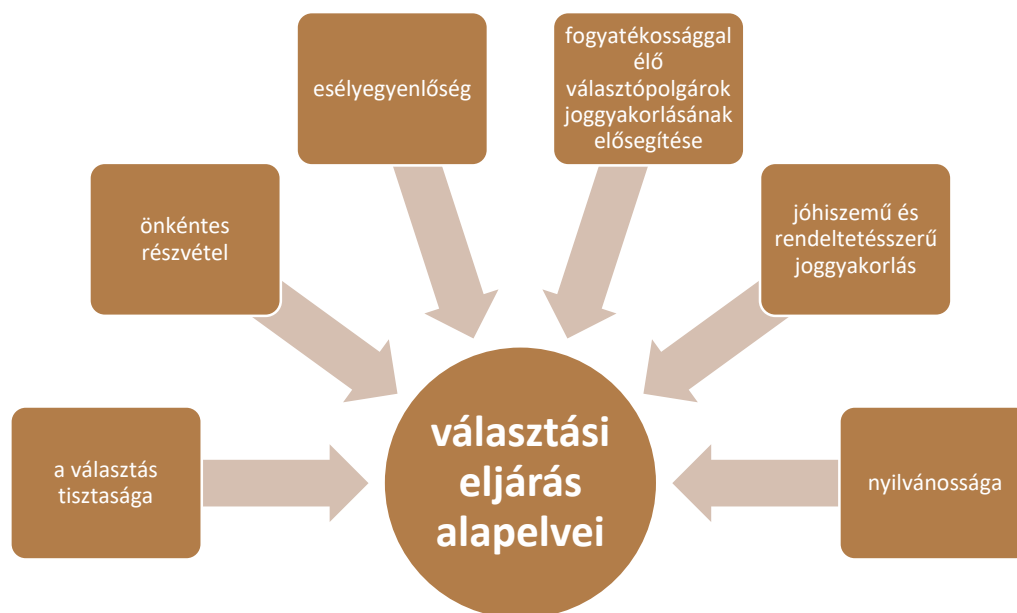 a választás
tisztasága
önkéntes
részvétel
esélyegyenlőség
fogyatékossággal
élő
választópolgárok
joggyakorlásának
elősegítése
jóhiszemű és
rendeltetésszerű
joggyakorlás
nyilvánossága
választási
eljárás
alapelvei